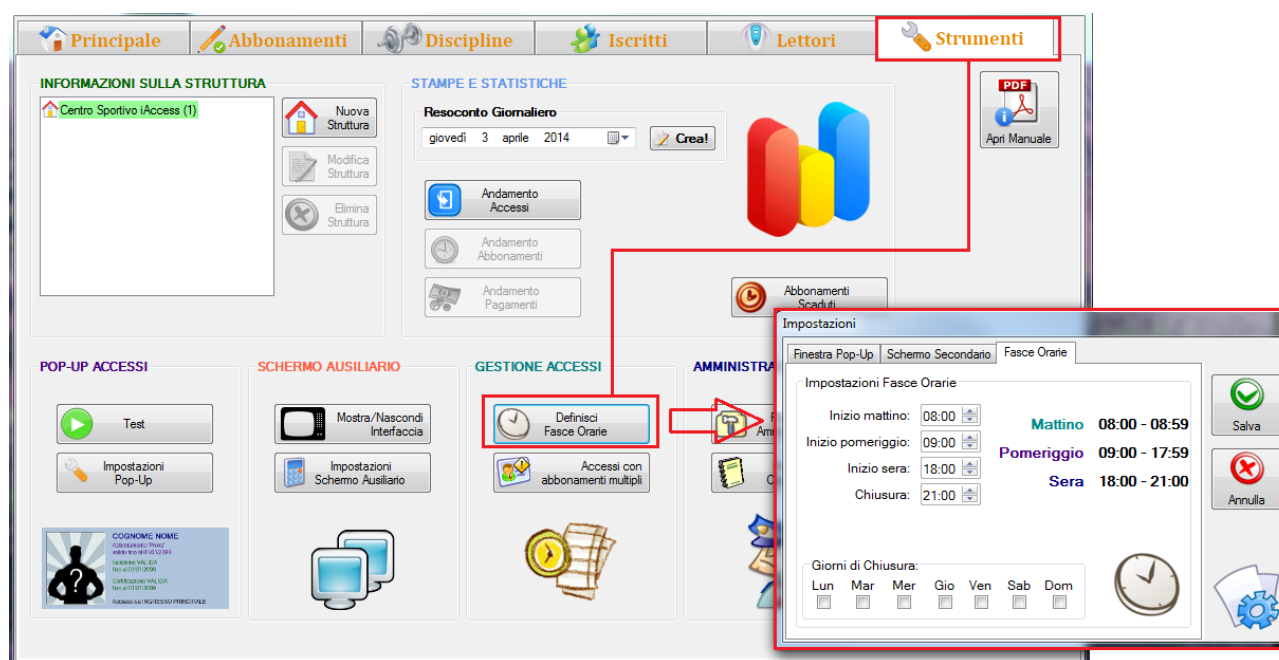 Principale
Abbonamenti
Discipline
Iscritti
Lettori
Strumenti
INFORMAZIONI SULLA STRUTTURA
Centro Sportivo iAccess (1)
Nuova
Struttura
Modifica
Struttura
Elimina
Struttura
STAMPE E STATISTICHE
Resoconto Giornaliero
giovedì 3 aprile 2014
Crea!
Andamento
Accessi
Andamento
Abbonamenti
Andamento
Pagamenti
Abbonamenti
Scaduti
PDF
Apri Manuale
POP-UP ACCESSI
Test
Impostazioni
Pop-Up
COGNOME NOME
Accesso su INGRESSO PRINCIPALE
SCHERMO AUSILIARIO
Mostra/Nascondi
Interfaccia
Impostazioni
Schermo Ausiliario
GESTIONE ACCESSI
Definisci
Fasce Orarie
Accessi con
abbonamenti multipli
AMMINISTRA
Impostazioni
Finestra Pop-Up
Schermo Secondario
Fasce Orarie
Impostazioni Fasce Orarie
Inizio mattino: 08:00
Inizio pomeriggio: 09:00
Inizio sera: 18:00
Chiusura: 21:00
Mattino 08:00 - 08:59
Pomeriggio 09:00 - 17:59
Sera 18:00 - 21:00
Giorni di Chiusura:
Lun Mar Mer Gio Ven Sab Dom
Salva
Annulla